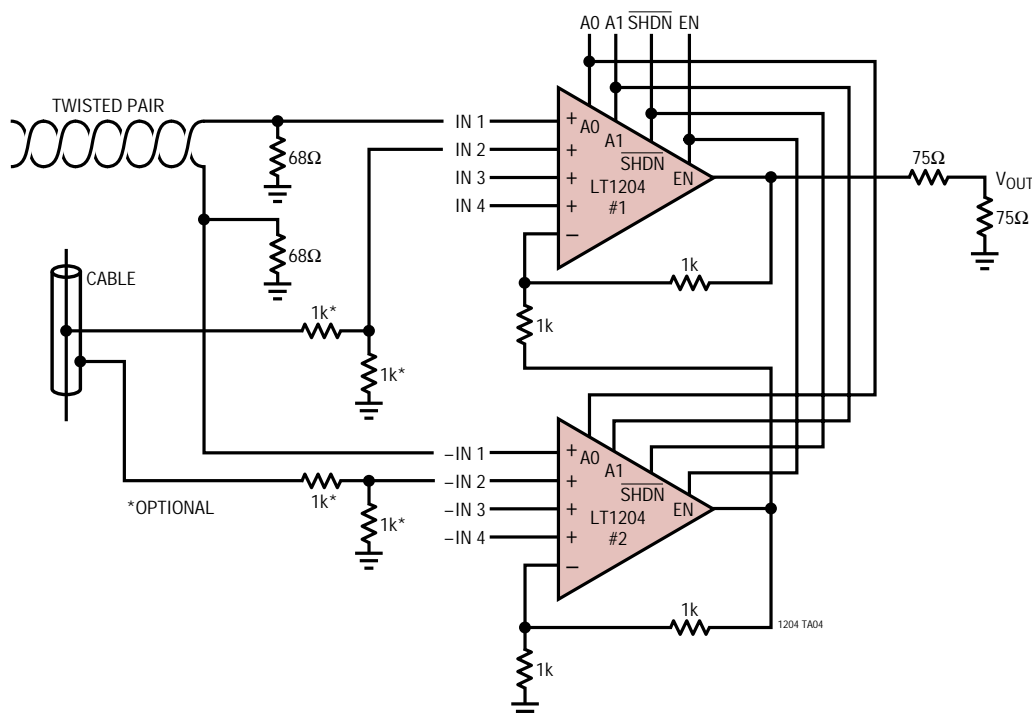 A0 A1 SHDN EN
TWISTED PAIR
IN 1
IN 2
IN 3
IN 4
+
+
+
+
–
A0
A1
SHDN
EN
LT1204
#1
68Ω
68Ω
75Ω
VOUT
75Ω
1k
1k
CABLE
1k*
1k*
–IN 1
–IN 2
–IN 3
–IN 4
+
+
+
+
–
A0
A1
SHDN
EN
LT1204
#2
1k*
1k*
*OPTIONAL
1k
1204 TA04
1k